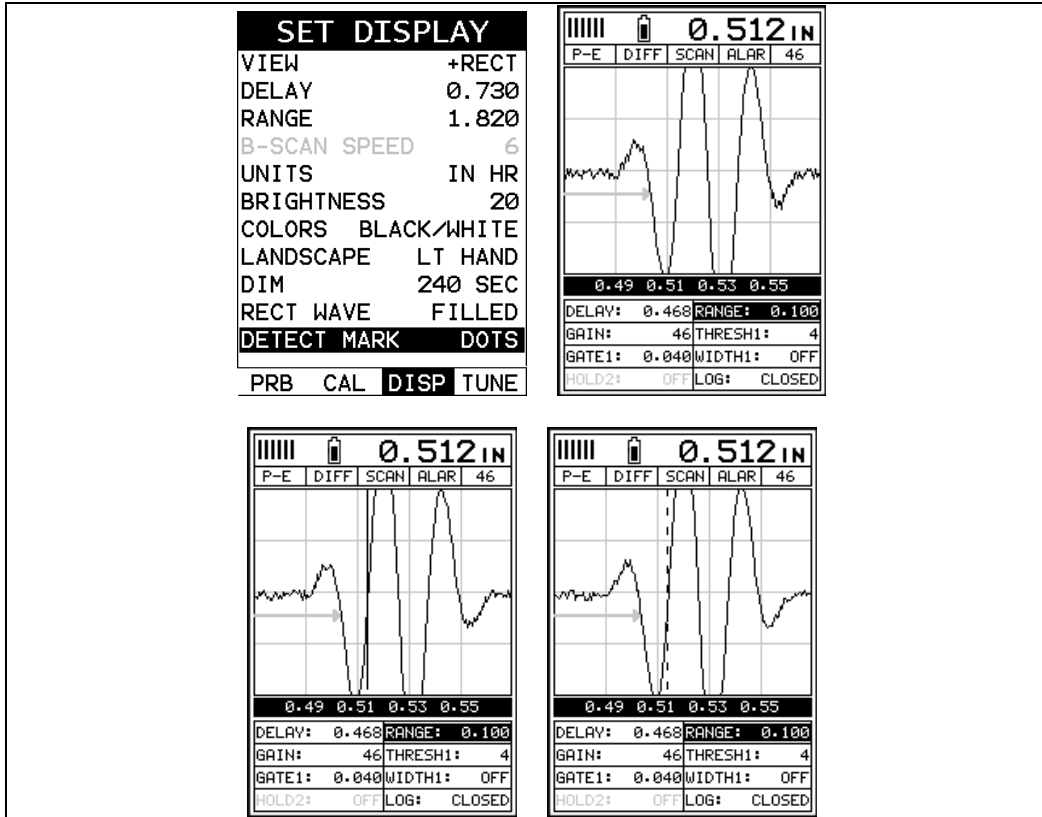 SET DISPLAY
VIEW +RECT
DELAY 0.730
RANGE 1.820
B-SCAN SPEED 6
UNITS IN HR
BRIGHTNESS 20
COLORS BLACK/WHITE
LANDSCAPE LT HAND
DIM 240 SEC
RECT WAVE FILLED
DETECT MARK DOTS
PRB CAL DISP TUNE
0.512 IN
P-E DIFF SCAN ALAR 46
0.49 0.51 0.53 0.55
DELAY: 0.468 RANGE: 0.100
GAIN: 46 THRESH1: 4
GATE1: 0.040 WIDTH1: OFF
HOLD2: OFF LOG: CLOSED
0.512 IN
P-E DIFF SCAN ALAR 46
0.49 0.51 0.53 0.55
DELAY: 0.468 RANGE: 0.100
GAIN: 46 THRESH1: 4
GATE1: 0.040 WIDTH1: OFF
HOLD2: OFF LOG: CLOSED
0.512 IN
P-E DIFF SCAN ALAR 46
0.49 0.51 0.53 0.55
DELAY: 0.468 RANGE: 0.100
GAIN: 46 THRESH1: 4
GATE1: 0.040 WIDTH1: OFF
HOLD2: OFF LOG: CLOSED